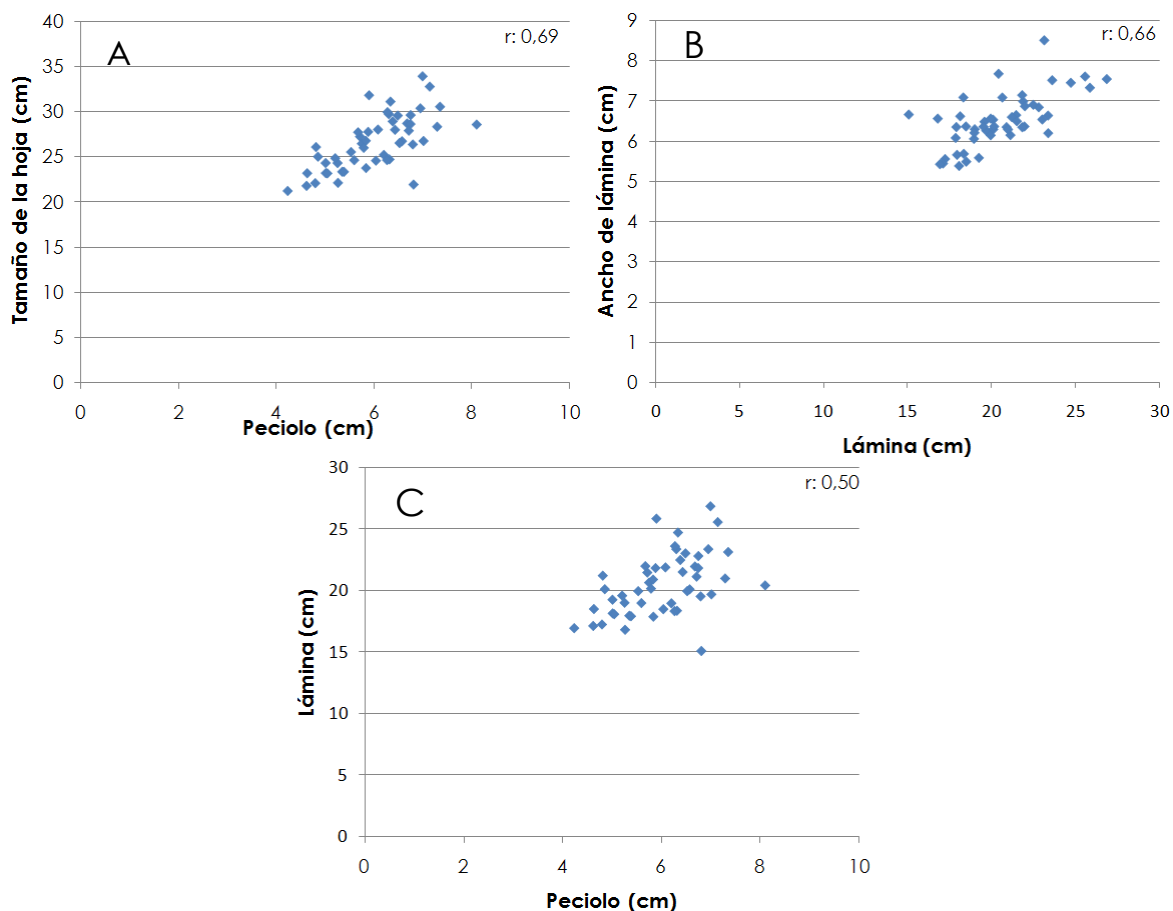 A
r: 0,69
Tamaño de la hoja (cm)
40
35
30
25
20
15
10
5
0
0 2 4 6 8 10
Peciolo (cm)
B
r: 0,66
Ancho de lámina (cm)
9
8
7
6
5
4
3
2
1
0
0 5 10 15 20 25 30
Lámina (cm)
C
r: 0,50
Lámina (cm)
30
25
20
15
10
5
0
0 2 4 6 8 10
Peciolo (cm)